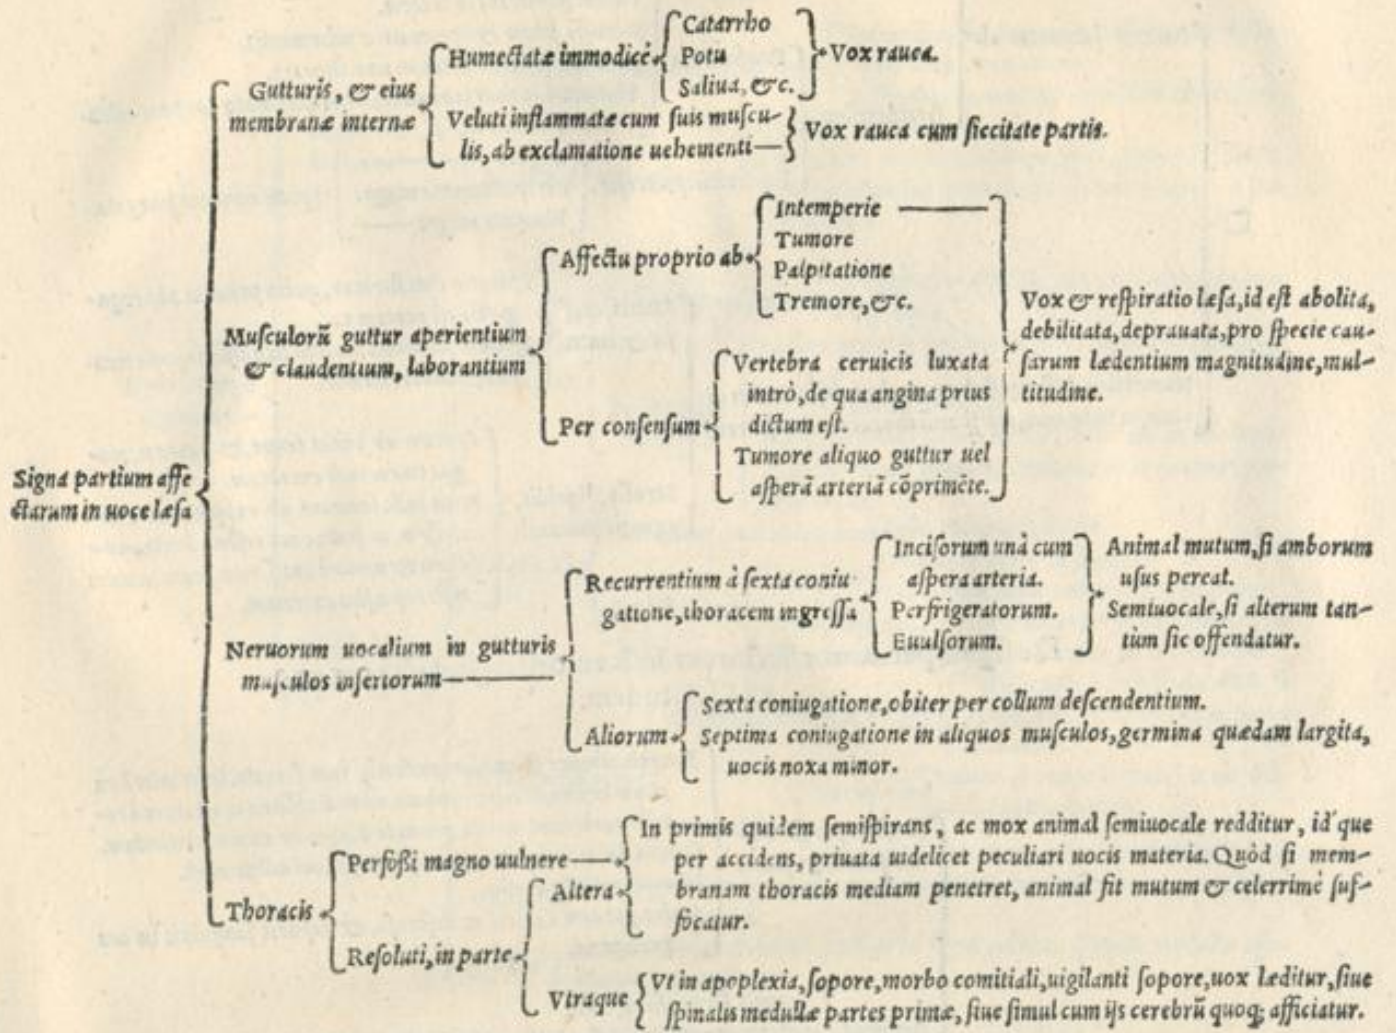 Signa partium affe
ctarum in uoce læsa
Gutturis, & eius
membranæ internæ
Humectatæ immodicè
Catarrho
Potu
Saliua, &c.
Vox rauca.
Veluti inflammatæ cum suis muscu-
lis, ab exclamatione uehementi
Vox rauca cum siccitate partis.
Musculorū guttur aperientium
& claudentium, laborantium
Affectu proprio ab
Intemperie
Tumore
Palpitatione
Tremore, &c.
Per consensum
Vertebra ceruicis luxata
intrò, de qua angina prius
dictum est.
Tumore aliquo guttur uel
asperā arteriā cōprimēte.
Vox & respiratio læsa, id est abolita,
debilitata, deprauata, pro specie cau-
sarum lædentium magnitudine, mul-
titudine.
Neruorum uocalium in gutturis
musculos insertorum
Recurrentium à sexta coniu
gatione, thoracem ingressa
Incisorum unà cum
aspera arteria.
Perfrigeratorum.
Euulsorum.
Animal mutum, si amborum
usus pereat.
Semiuocale, si alterum tan-
tùm sic offendatur.
Aliorum
Sexta coniugatione, obiter per collum descendentium.
Septima coniugatione in aliquos musculos, germina quædam largita,
uocis noxa minor.
Thoracis
Perfoßi magno uulnere
Resoluti, in parte
Altera
In primis quidem semispirans, ac mox animal semiuocale redditur, id´que
per accidens, priuata uidelicet peculiari uocis materia. Quòd si mem-
branam thoracis mediam penetret, animal fit mutum & celerrimè suf-
focatur.
Vtraque
Vt in apoplexia, sopore, morbo comitiali, uigilanti sopore, uox læditur, siue
spinalis medullæ partes primæ, siue simul cum ijs cerebrū quoq; afficiatur.